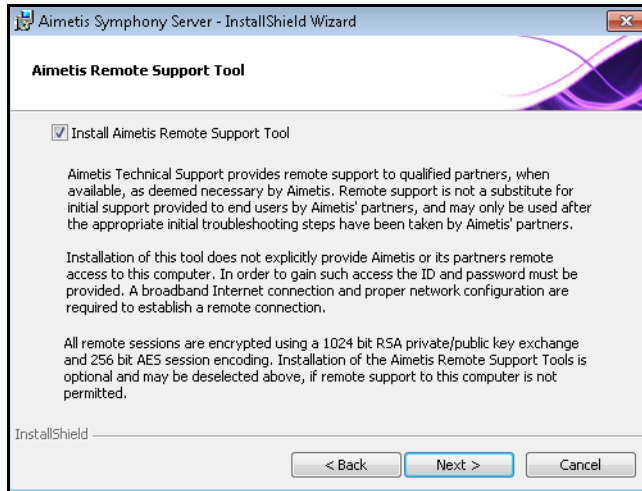 Aimetis Symphony Server - InstallShield Wizard
Aimetis Remote Support Tool
Install Aimetis Remote Support Tool
Aimetis Technical Support provides remote support to qualified partners, when
available, as deemed necessary by Aimetis. Remote support is not a substitute for
initial support provided to end users by Aimetis' partners, and may only be used after
the appropriate initial troubleshooting steps have been taken by Aimetis' partners.
Installation of this tool does not explicitly provide Aimetis or its partners remote
access to this computer. In order to gain such access the ID and password must be
provided. A broadband Internet connection and proper network configuration are
required to establish a remote connection.
All remote sessions are encrypted using a 1024 bit RSA private/public key exchange
and 256 bit AES session encoding. Installation of the Aimetis Remote Support Tools is
optional and may be deselected above, if remote support to this computer is not
permitted.
InstallShield
< Back Next > Cancel